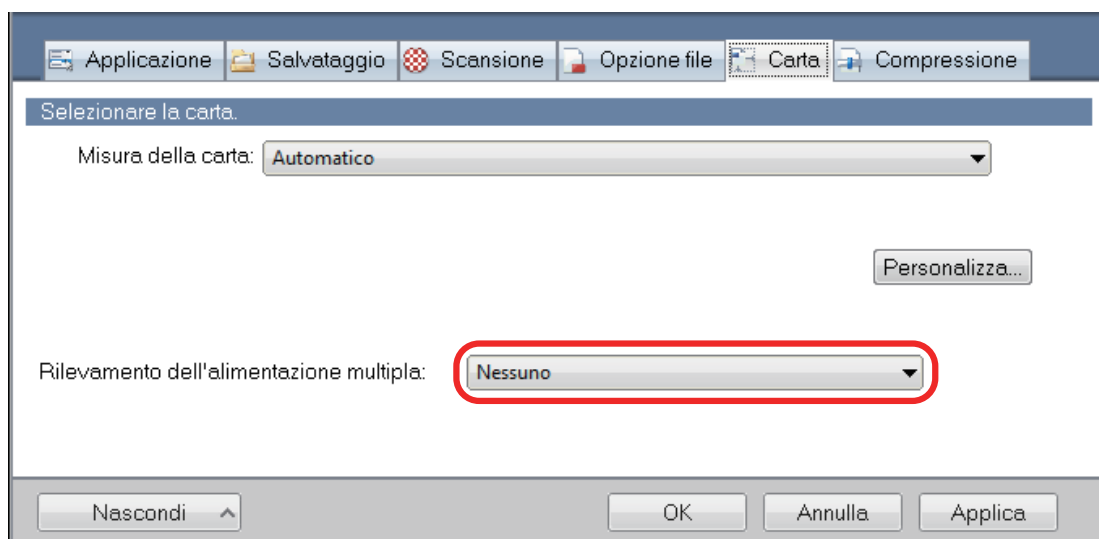 Applicazione Salvataggio Scansione Opzione file Carta Compressione
Selezionare la carta.
Misura della carta: Automatico
Personalizza...
Rilevamento dell'alimentazione multipla: Nessuno
Nascondi OK Annulla Applica